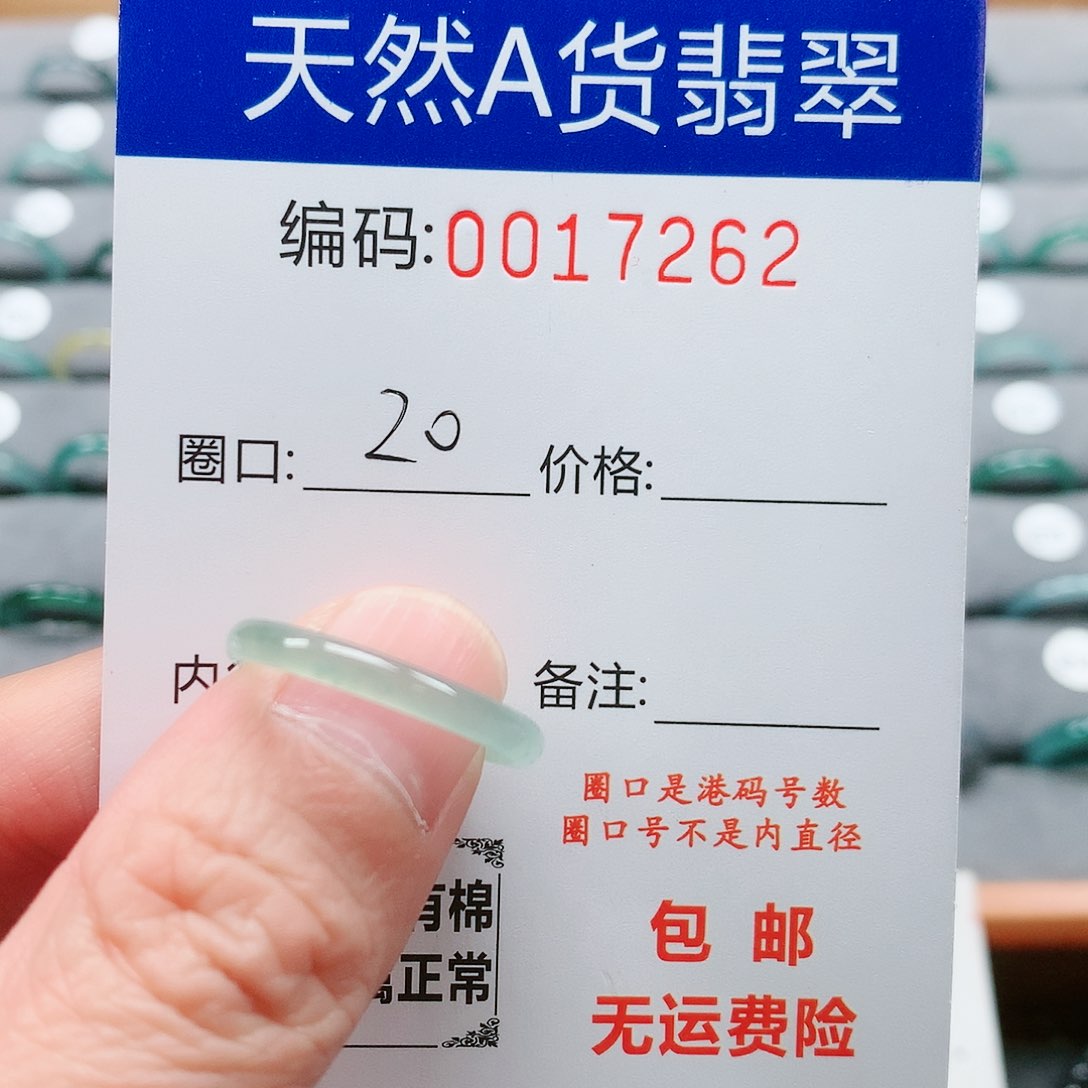 天然A货翡翠
编码:0017262
圈口: 20 价格:
内 备注:
圈口是港码号数
圈口号不是内直径
有棉
正常
包 邮
无运费险